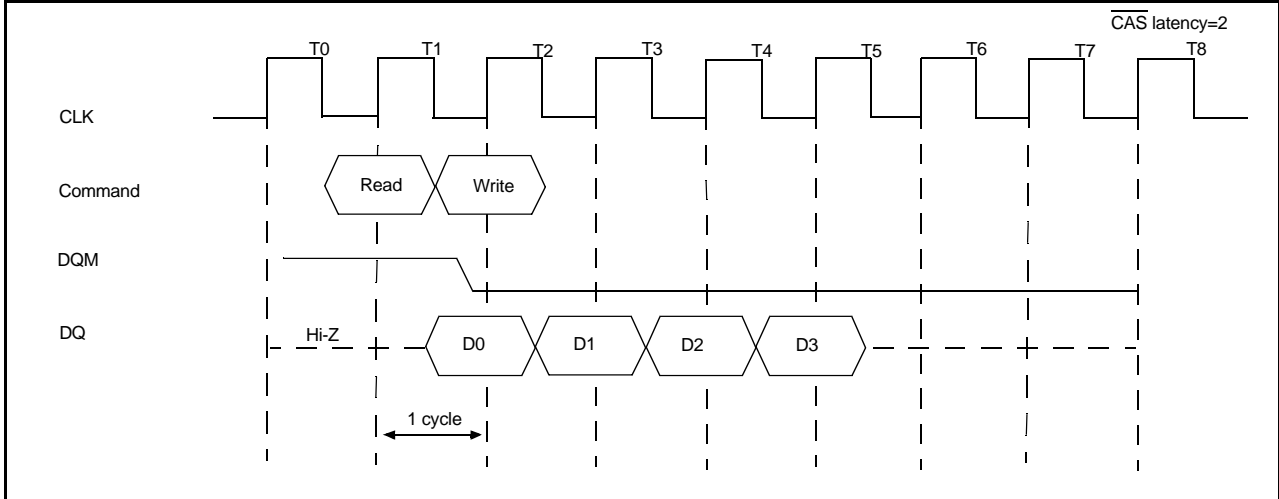 CAS latency=2
T0 T1 T2 T3 T4 T5 T6 T7 T8
CLK
Command Read Write
DQM
DQ Hi-Z D0 D1 D2 D3
1 cycle